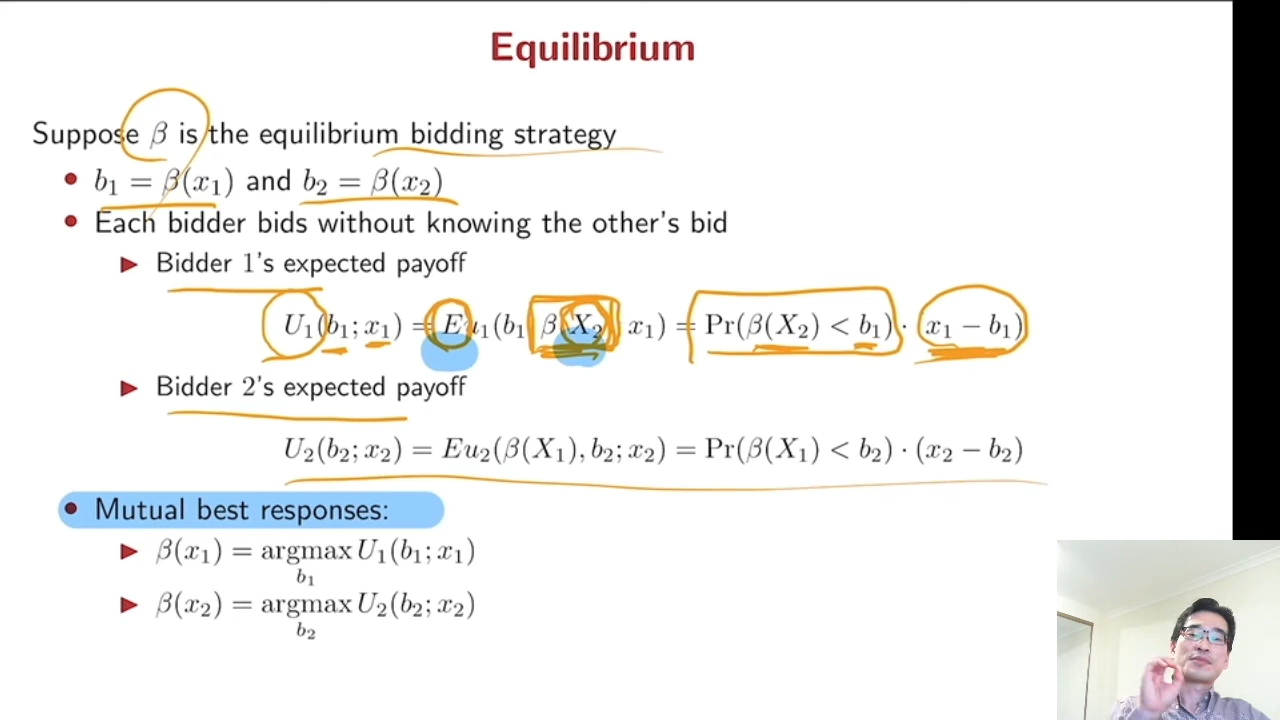 Equilibrium
Suppose β is the equilibrium bidding strategy
• b₁ = β(x₁) and b₂ = β(x₂)
• Each bidder bids without knowing the other's bid
▶ Bidder 1's expected payoff
U₁(b₁; x₁) = Eu₁(b₁, β(X₂), x₁) = Pr(β(X₂) < b₁) · (x₁ − b₁)
▶ Bidder 2's expected payoff
U₂(b₂; x₂) = Eu₂(β(X₁), b₂; x₂) = Pr(β(X₁) < b₂) · (x₂ − b₂)
• Mutual best responses:
▶ β(x₁) = argmax U₁(b₁; x₁)
b₁
▶ β(x₂) = argmax U₂(b₂; x₂)
b₂